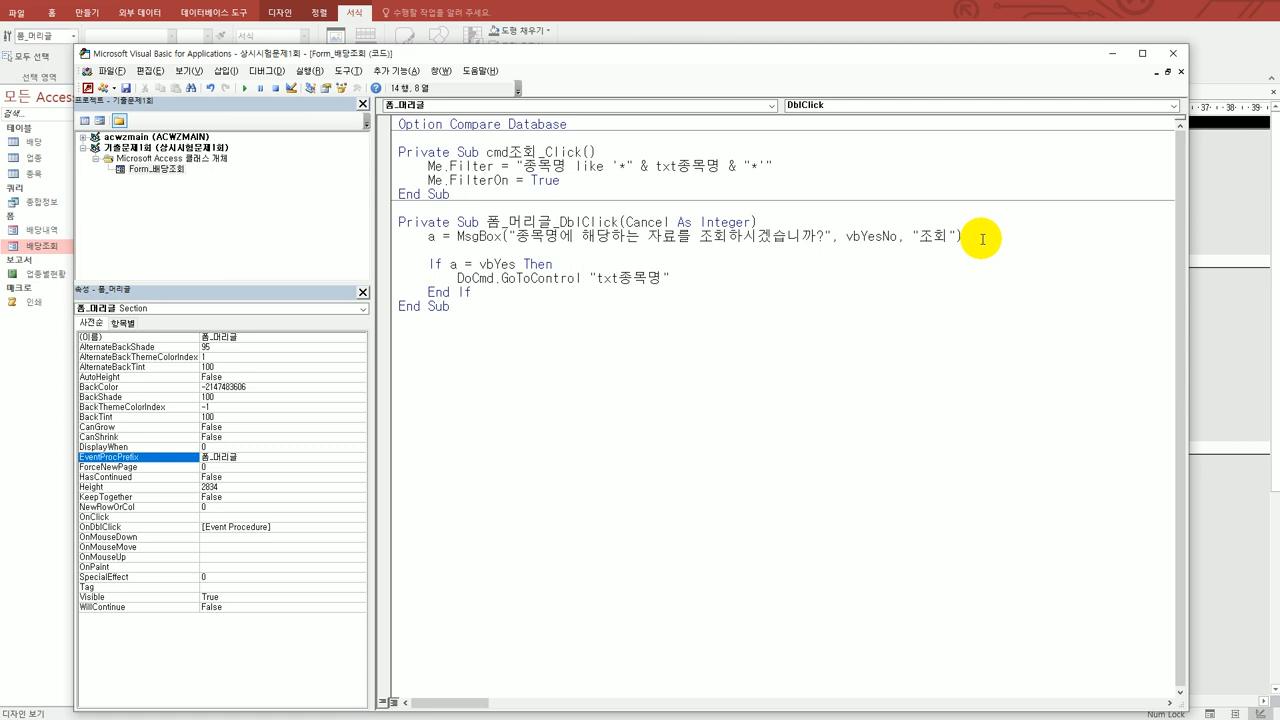 파일 홈 만들기 외부 데이터 데이터베이스 도구 디자인 정렬 서식 수행할 작업을 알려 주세요.
폼_머리글
서식
도형 채우기
모두 선택
선택 영역
Microsoft Visual Basic for Applications - 상시시험문제1회 - [Form_배당조회 (코드)]
파일(F) 편집(E) 보기(V) 삽입(I) 디버그(D) 실행(R) 도구(T) 추가 기능(A) 창(W) 도움말(H)
14행, 8열
모든 Acces
검색...
테이블
배당
업종
종목
쿼리
종합정보
폼
배당내역
배당조회
보고서
업종별현황
매크로
인쇄
프로젝트 - 기출문제1회
acwzmain (ACWZMAIN)
기출문제1회 (상시시험문제1회)
Microsoft Access 클래스 개체
Form_배당조회
속성 - 폼_머리글
폼_머리글 Section
사전순 항목별
(이름) 폼_머리글
AlternateBackShade 95
AlternateBackThemeColorIndex 1
AlternateBackTint 100
AutoHeight False
BackColor -2147483606
BackShade 100
BackThemeColorIndex -1
BackTint 100
CanGrow False
CanShrink False
DisplayWhen 0
EventProcPrefix 폼_머리글
ForceNewPage 0
HasContinued False
Height 2834
KeepTogether False
NewRowOrCol 0
OnClick
OnDblClick [Event Procedure]
OnMouseDown
OnMouseMove
OnMouseUp
OnPaint
SpecialEffect 0
Tag
Visible True
WillContinue False
폼_머리글 DblClick
Option Compare Database
Private Sub cmd조회_Click()
Me.Filter = "종목명 like '*" & txt종목명 & "*'"
Me.FilterOn = True
End Sub
Private Sub 폼_머리글_DblClick(Cancel As Integer)
a = MsgBox("종목명에 해당하는 자료를 조회하시겠습니까?", vbYesNo, "조회")
If a = vbYes Then
DoCmd.GoToControl "txt종목명"
End If
End Sub
37 38 39
디자인 보기
Num Lock